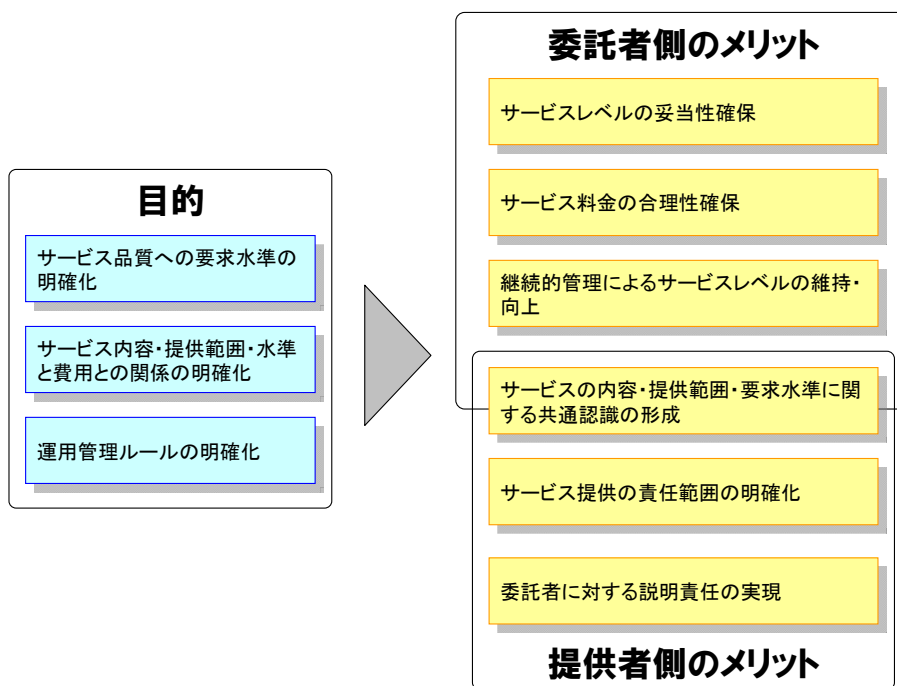 目的
サービス品質への要求水準の
明確化
サービス内容・提供範囲・水準
と費用との関係の明確化
運用管理ルールの明確化
委託者側のメリット
サービスレベルの妥当性確保
サービス料金の合理性確保
継続的管理によるサービスレベルの維持・
向上
サービスの内容・提供範囲・要求水準に関
する共通認識の形成
サービス提供の責任範囲の明確化
委託者に対する説明責任の実現
提供者側のメリット